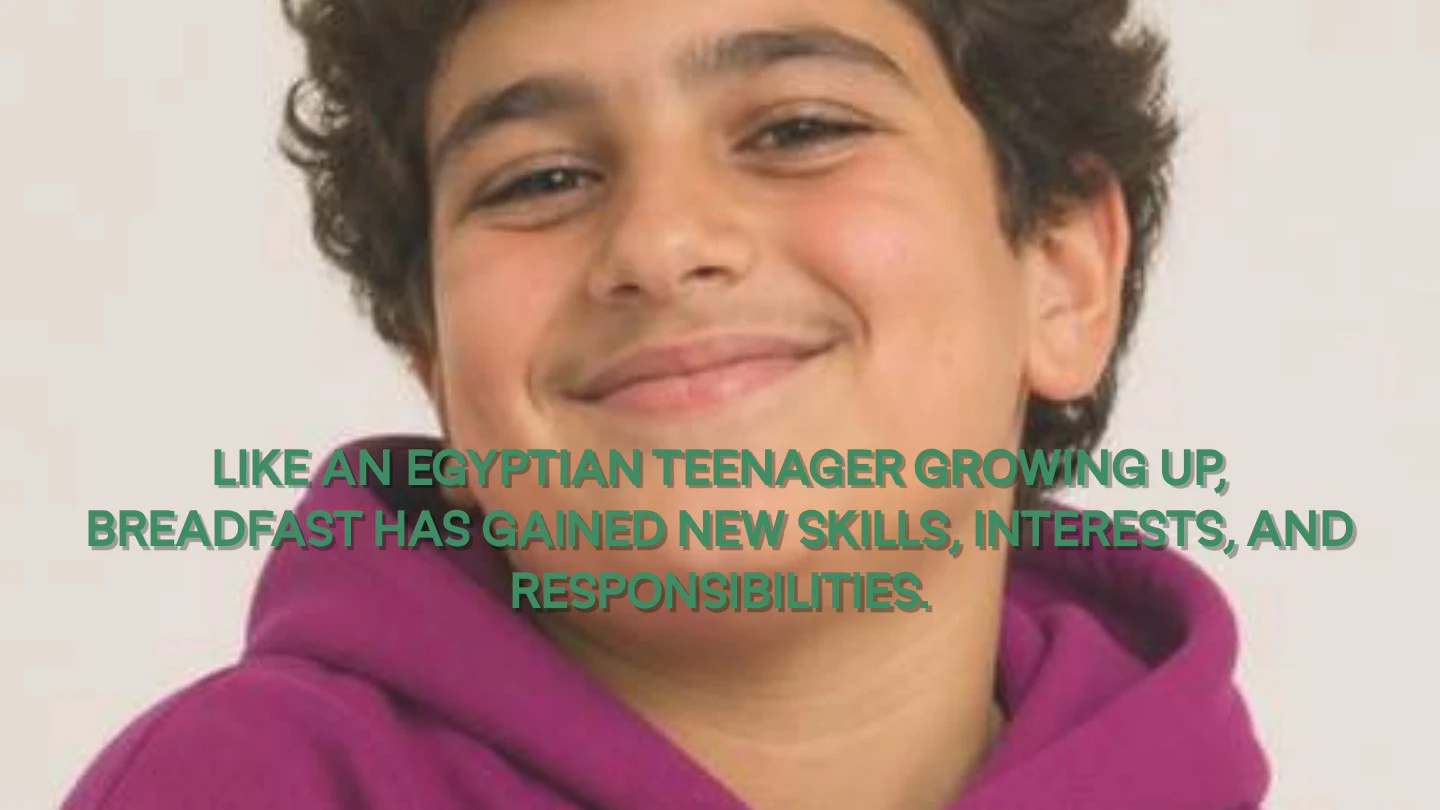 LIKE AN EGYPTIAN TEENAGER GROWING UP,
BREADFAST HAS GAINED NEW SKILLS, INTERESTS, AND
RESPONSIBILITIES.